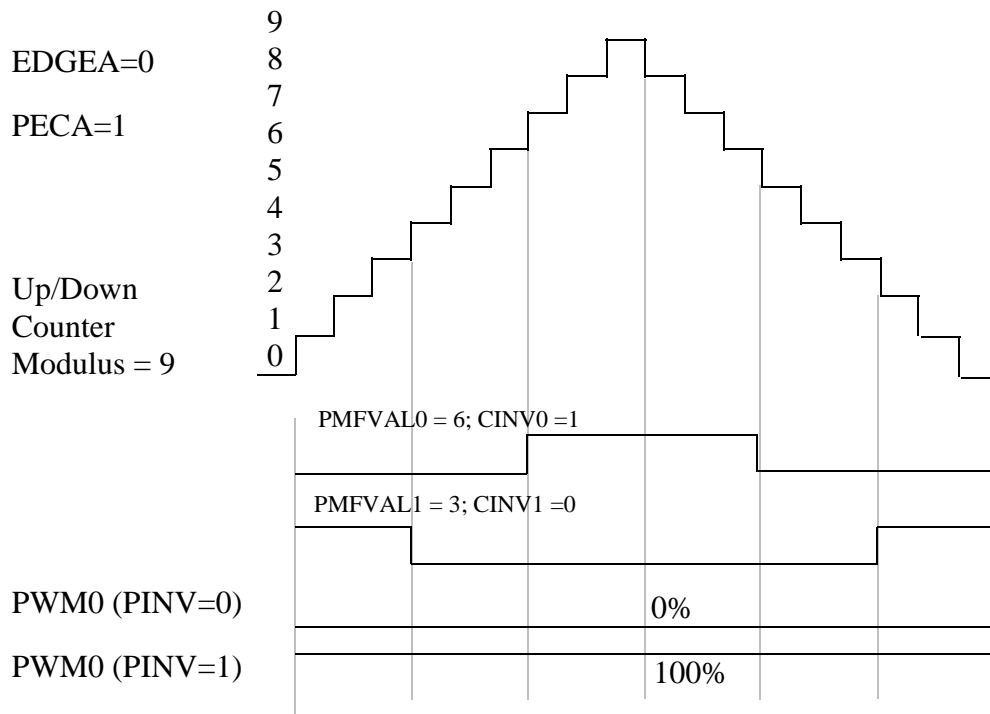 9
EDGEA=0
8
7
PECA=1
6
5
4
3
Up/Down
2
Counter
1
Modulus = 9
0
PMFVAL0 = 6; CINV0 =1
PMFVAL1 = 3; CINV1 =0
PWM0 (PINV=0)
0%
PWM0 (PINV=1)
100%